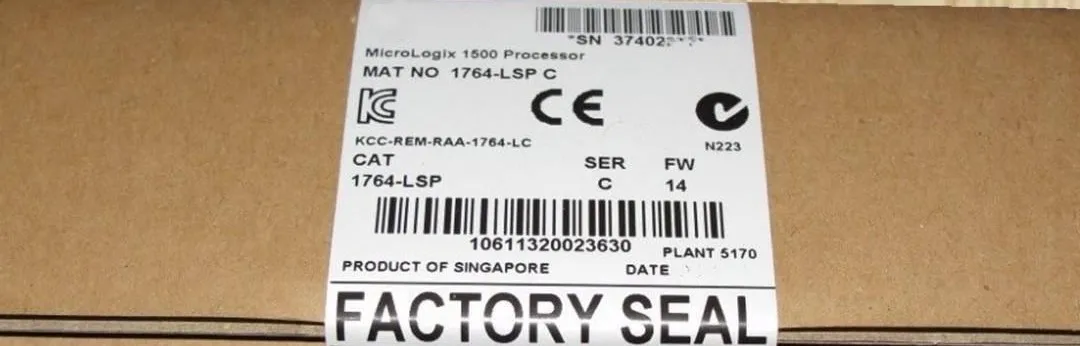 *SN 37402
MicroLogix 1500 Processor
MAT NO 1764-LSP C
KC CE
KCC-REM-RAA-1764-LC N223
CAT SER FW
1764-LSP C 14
10611320023630
PLANT 5170
PRODUCT OF SINGAPORE DATE
FACTORY SEAL